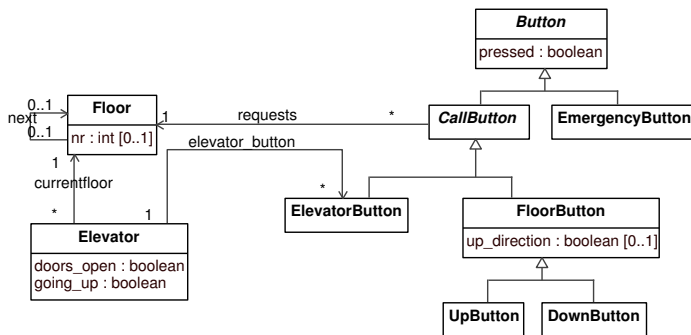 Button
pressed : boolean
0..1
Floor
next
nr : int [0..1]
0..1
1
requests
*
CallButton
EmergencyButton
elevator_button
1
currentfloor
*
1
*
ElevatorButton
FloorButton
up_direction : boolean [0..1]
Elevator
doors_open : boolean
going_up : boolean
UpButton
DownButton